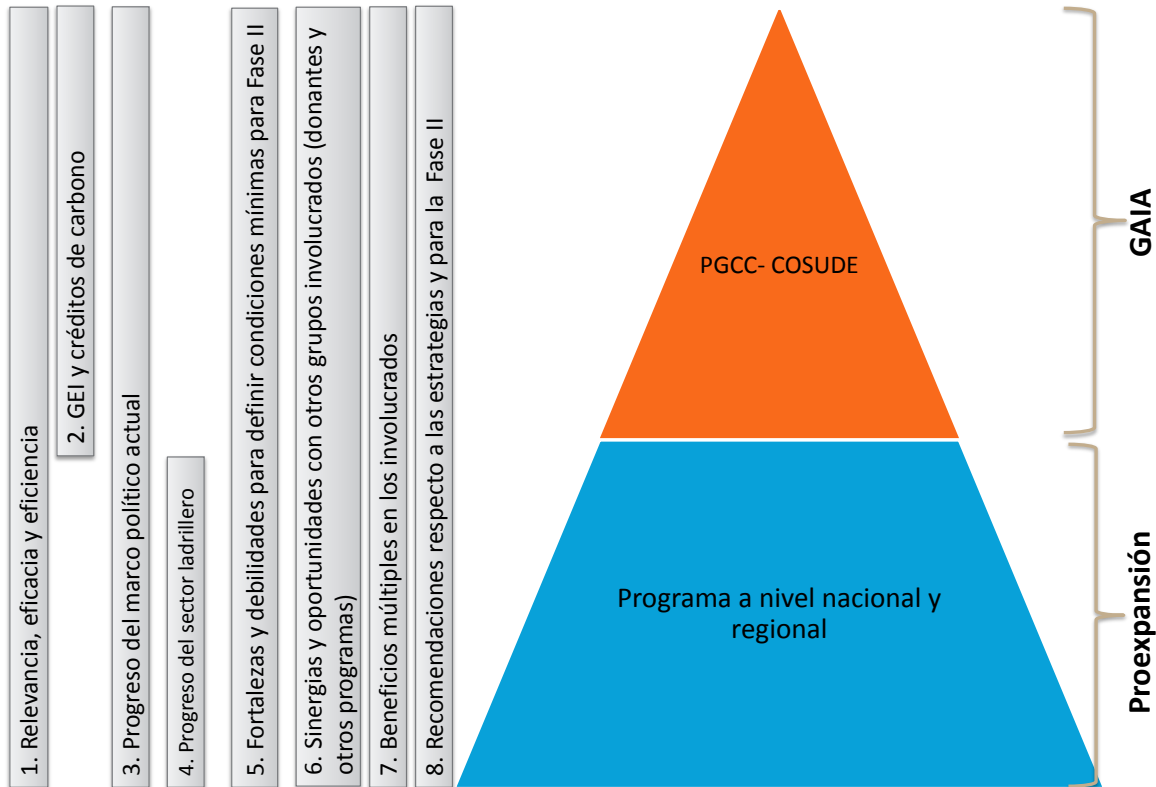 1. Relevancia, eficacia y eficiencia
2. GEI y créditos de carbono
3. Progreso del marco político actual
4. Progreso del sector ladrillero
5. Fortalezas y debilidades para definir condiciones mínimas para Fase II
6. Sinergias y oportunidades con otros grupos involucrados (donantes y
otros programas)
7. Beneficios múltiples en los involucrados
8. Recomendaciones respecto a las estrategias y para la Fase II
PGCC- COSUDE
Programa a nivel nacional y
regional
GAIA
Proexpansión